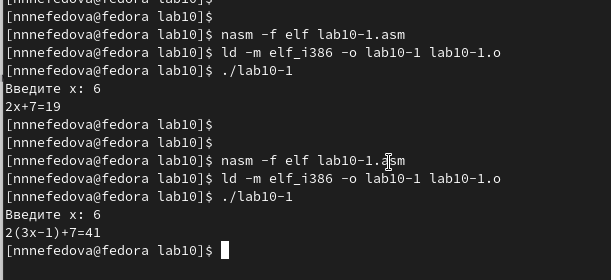 [nnnefedova@fedora lab10]$
[nnnefedova@fedora lab10]$ nasm -f elf lab10-1.asm
[nnnefedova@fedora lab10]$ ld -m elf_i386 -o lab10-1 lab10-1.o
[nnnefedova@fedora lab10]$ ./lab10-1
Введите x: 6
2x+7=19
[nnnefedova@fedora lab10]$
[nnnefedova@fedora lab10]$
[nnnefedova@fedora lab10]$ nasm -f elf lab10-1.asm
[nnnefedova@fedora lab10]$ ld -m elf_i386 -o lab10-1 lab10-1.o
[nnnefedova@fedora lab10]$ ./lab10-1
Введите x: 6
2(3x-1)+7=41
[nnnefedova@fedora lab10]$